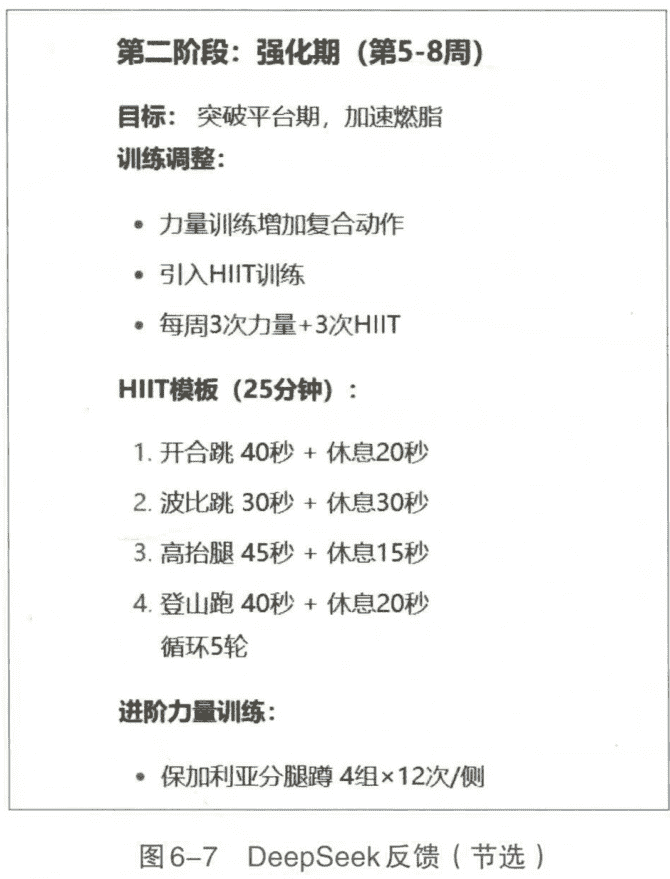 第二阶段：强化期（第5-8周）
目标： 突破平台期，加速燃脂
训练调整：
• 力量训练增加复合动作
• 引入HIIT训练
• 每周3次力量+3次HIIT
HIIT模板（25分钟）：
1. 开合跳 40秒 + 休息20秒
2. 波比跳 30秒 + 休息30秒
3. 高抬腿 45秒 + 休息15秒
4. 登山跑 40秒 + 休息20秒
循环5轮
进阶力量训练：
• 保加利亚分腿蹲 4组×12次/侧
图6-7 DeepSeek反馈（节选）